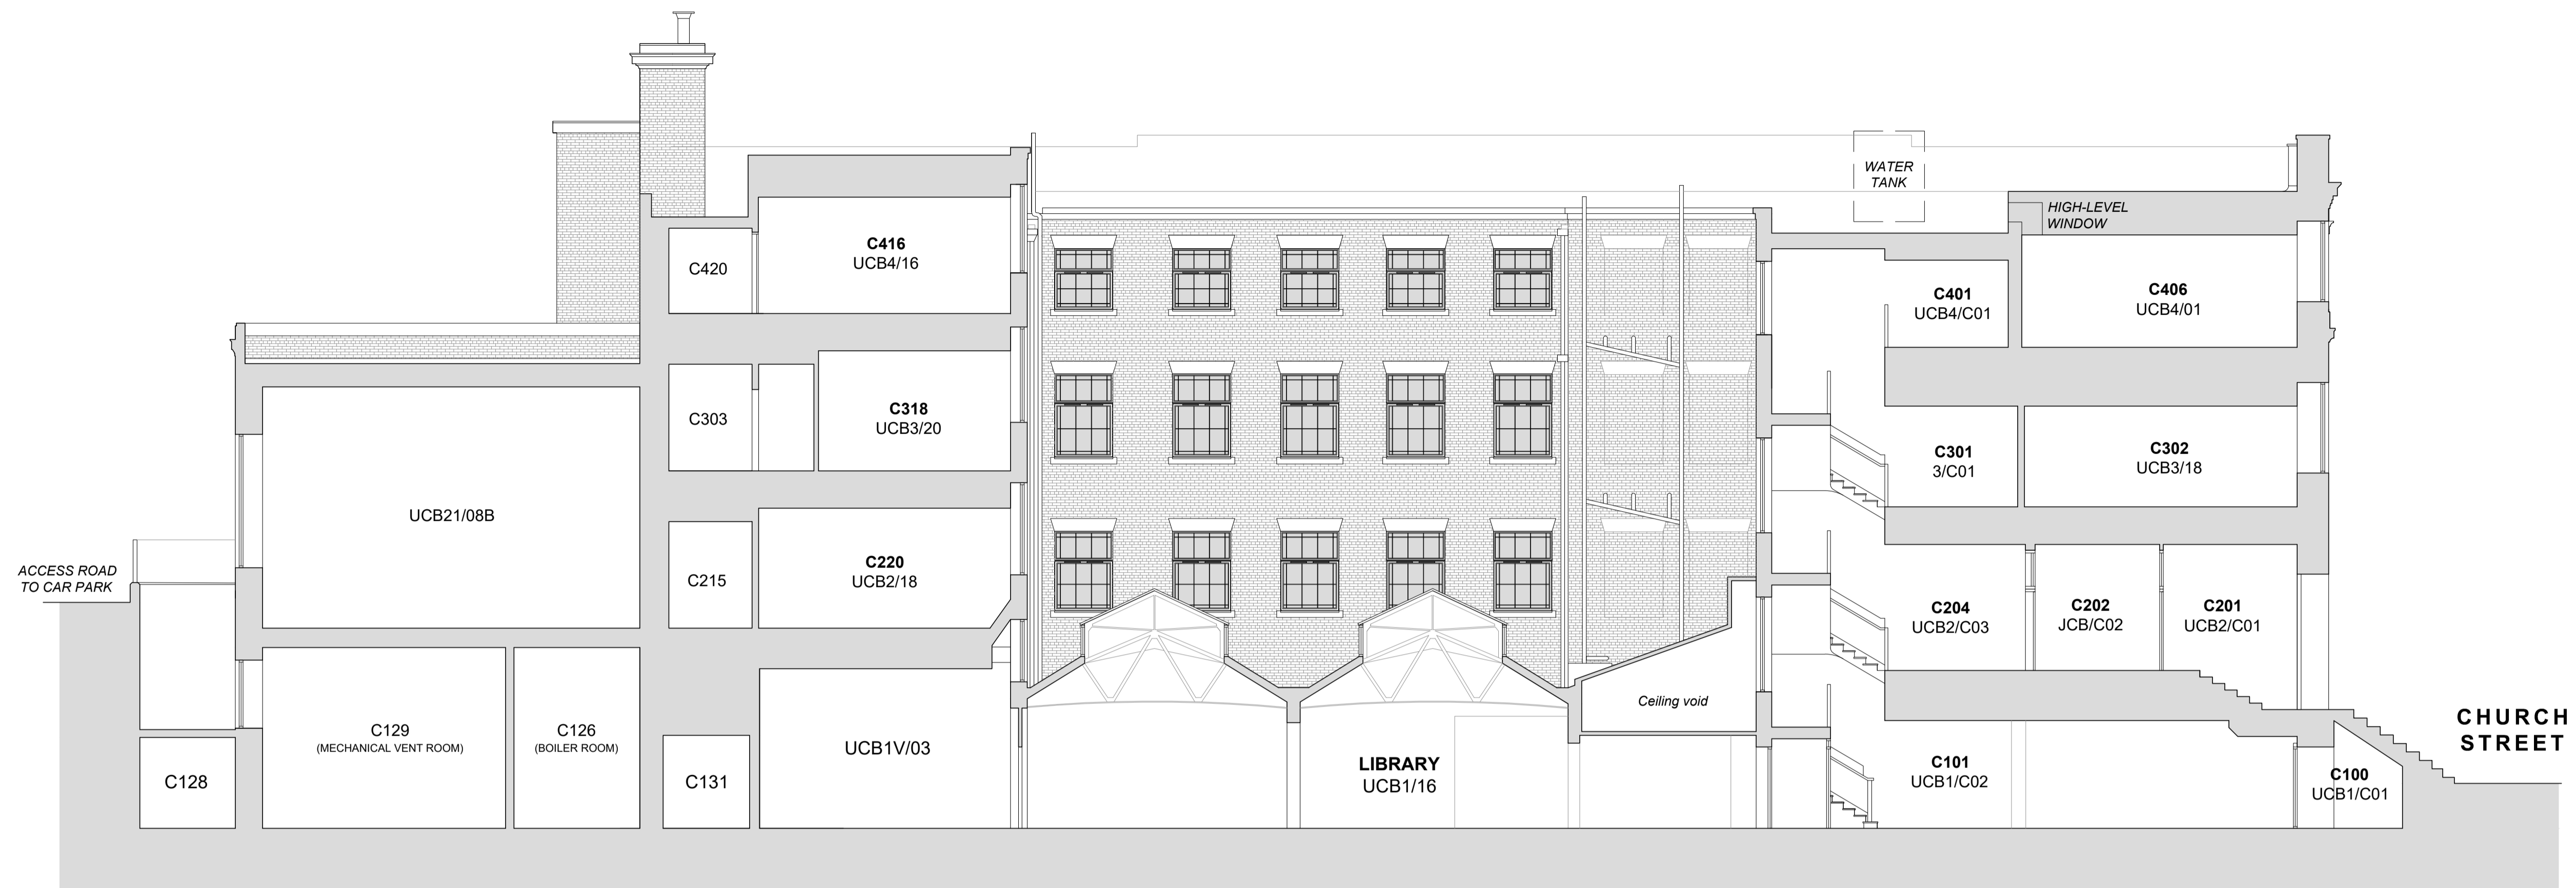 WATER
TANK
HIGH-LEVEL
WINDOW
C420
C416
UCB4/16
C401
UCB4/C01
C406
UCB4/01
C303
C318
UCB3/20
C301
3/C01
C302
UCB3/18
UCB21/08B
ACCESS ROAD
TO CAR PARK
C215
C220
UCB2/18
C204
UCB2/C03
C202
JCB/C02
C201
UCB2/C01
Ceiling void
C129
(MECHANICAL VENT ROOM)
C126
(BOILER ROOM)
C128
C131
UCB1V/03
LIBRARY
UCB1/16
C101
UCB1/C02
C100
UCB1/C01
CHURCH
STREET